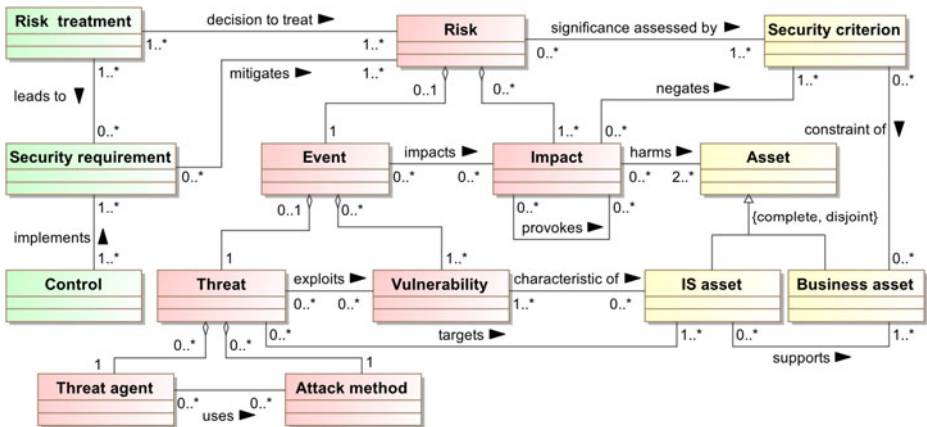 Risk treatment
decision to treat ►
Risk
significance assessed by ►
Security criterion
1..*
1..*
0..*
1..*
1..*
mitigates ►
1..*
0..1
0..*
negates ►
1..*
0..*
leads to ▼
0..*
1
1..*
0..*
constraint of ▼
Security requirement
Event
impacts ►
Impact
harms ►
Asset
0..*
0..*
0..*
0..*
2..*
1..*
0..1
0..*
0..*
0..*
provokes ►
{complete, disjoint}
implements ▲
1..*
1
1..*
0..*
Control
Threat
exploits ►
Vulnerability
characteristic of ►
IS asset
Business asset
0..*
0..*
1..*
0..*
0..*
0..*
0..*
targets ►
1..*
0..*
1..*
1
1
supports ►
Threat agent
Attack method
0..*
0..*
uses ►